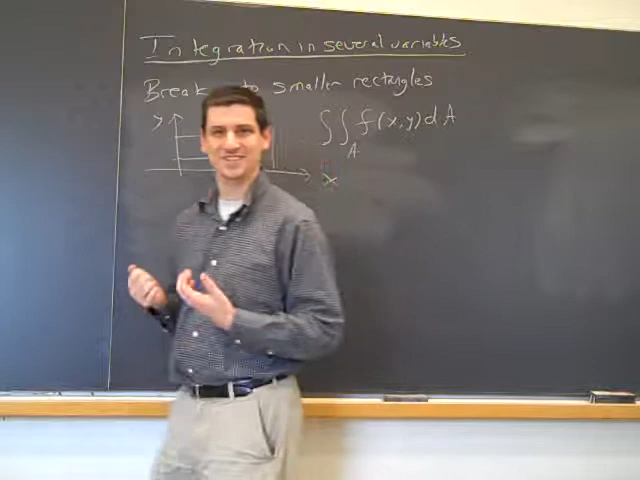 Integration in several variables
Break to smaller rectangles
y
∫∫ f(x,y) dA
A
x